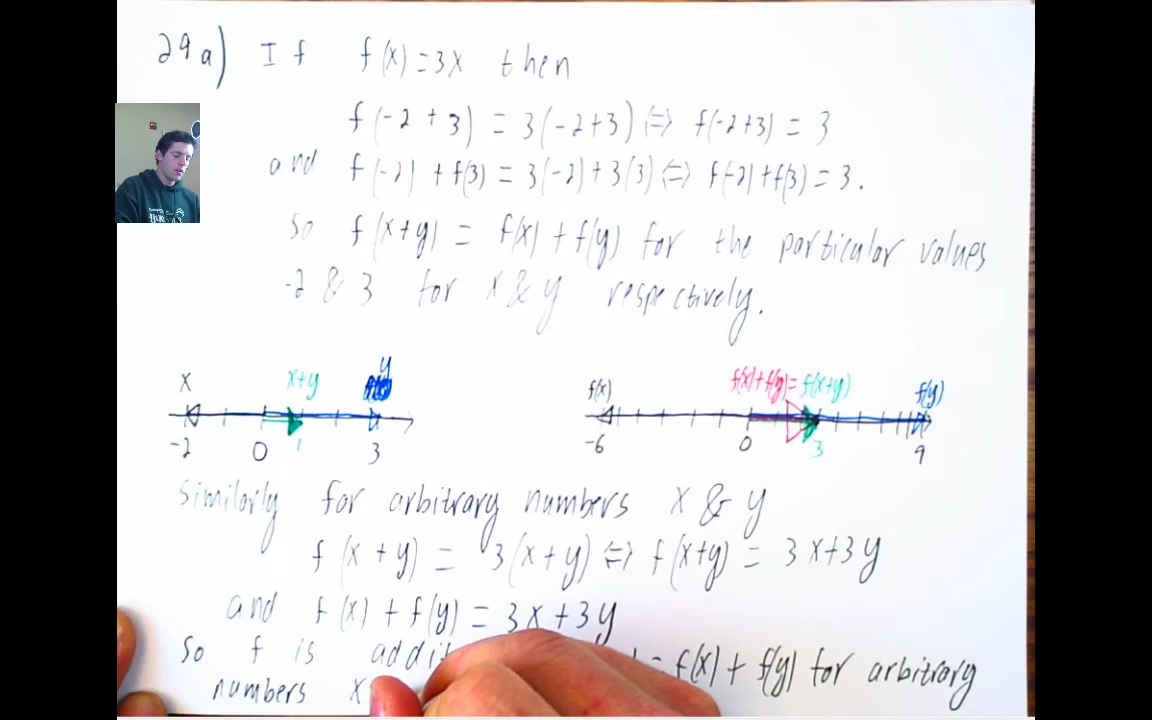 29a) If f(x)=3x then
f(-2+3) = 3(-2+3) ⇔ f(-2+3) = 3
and f(-2)+f(3) = 3(-2)+3(3) ⇔ f(-2)+f(3) = 3.
so f(x+y) = f(x)+f(y) for the particular values
-2 & 3 for x & y respectively.
x x+y y f(x) f(x)+f(y)=f(x+y) f(y)
-2 0 1 3 -6 0 3 9
similarly for arbitrary numbers x & y
f(x+y) = 3(x+y) ⇔ f(x+y) = 3x+3y
and f(x)+f(y) = 3x+3y
so f is = f(x)+f(y) for arbitrary
numbers x